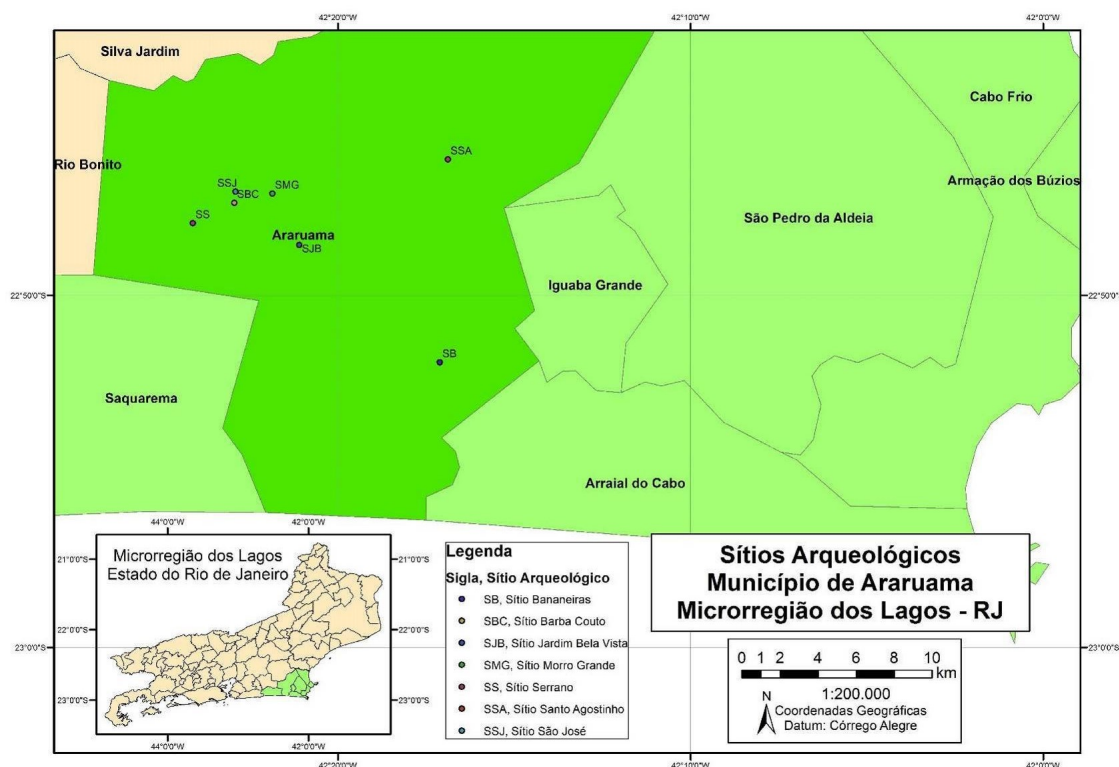 42°20'0"W
42°10'0"W
42°0'0"W
Silva Jardim
Cabo Frio
Rio Bonito
SSA
Armação dos Búzios
SSJ
SMG
SBC
SS
São Pedro da Aldeia
Araruama
SJB
Iguaba Grande
22°50'0"S
22°50'0"
SB
Saquarema
Arraial do Cabo
44°0'0"W
42°0'0"W
Microrregião dos Lagos
Estado do Rio de Janeiro
21°0'0"S
21°0'0"S
22°0'0"S
22°0'0"S
23°0'0"S
23°0'0"S
44°0'0"W
42°0'0"W
Legenda
Sigla, Sítio Arqueológico
SB, Sítio Bananeiras
SBC, Sítio Barba Couto
SJB, Sítio Jardim Bela Vista
SMG, Sítio Morro Grande
SS, Sítio Serrano
SSA, Sítio Santo Agostinho
SSJ, Sítio São José
Sítios Arqueológicos
Município de Araruama
Microrregião dos Lagos - RJ
23°0'0"S
23°0'0"S
0 1 2 4 6 8 10
km
1:200.000
N
Coordenadas Geográficas
Datum: Córrego Alegre
42°20'0"W
42°10'0"W
42°0'0"W